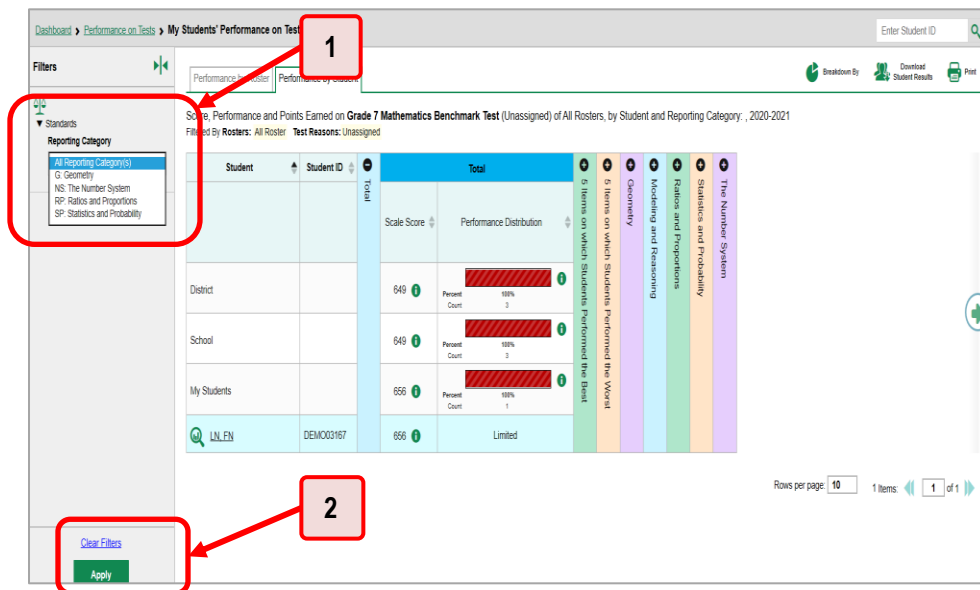 Dashboard ❯ Performance on Tests ❯ My Students' Performance on Test
Enter Student ID
1
Filters
Performance by Roster
Performance by Student
Breakdown By
Download
Student Results
Print
▼ Standards
Reporting Category
All Reporting Category(s)
G: Geometry
NS: The Number System
RP: Ratios and Proportions
SP: Statistics and Probability
Score, Performance and Points Earned on Grade 7 Mathematics Benchmark Test (Unassigned) of All Rosters, by Student and Reporting Category: , 2020-2021
Filtered By Rosters: All Roster Test Reasons: Unassigned
Student
Student ID
Total
Total
Scale Score
Performance Distribution
5 Items on which Students Performed the Best
5 Items on which Students Performed the Worst
Geometry
Modeling and Reasoning
Ratios and Proportions
Statistics and Probability
The Number System
District
649
Percent 100%
Count 3
School
649
Percent 100%
Count 3
My Students
656
Percent 100%
Count 1
LN, FN
DEMO03167
656
Limited
Rows per page: 10
1 Items: 1 of 1
2
Clear Filters
Apply